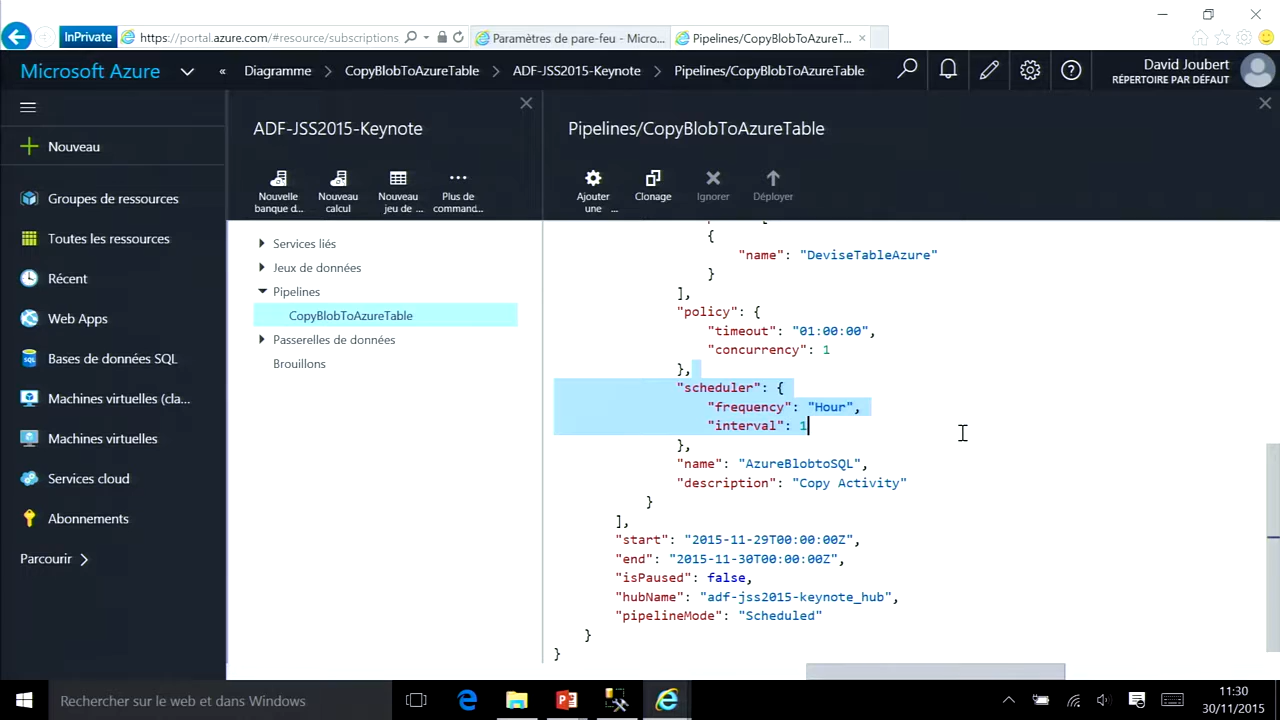 InPrivate
https://portal.azure.com/#resource/subscriptions
Paramètres de pare-feu - Micro...
Pipelines/CopyBlobToAzureT...
Microsoft Azure
«
Diagramme
CopyBlobToAzureTable
ADF-JSS2015-Keynote
Pipelines/CopyBlobToAzureTable
David Joubert
RÉPERTOIRE PAR DÉFAUT
Nouveau
Groupes de ressources
Toutes les ressources
Récent
Web Apps
Bases de données SQL
Machines virtuelles (cla...
Machines virtuelles
Services cloud
Abonnements
Parcourir
ADF-JSS2015-Keynote
Nouvelle
banque d...
Nouveau
calcul
Nouveau
jeu de ...
Plus de
command...
Services liés
Jeux de données
Pipelines
CopyBlobToAzureTable
Passerelles de données
Brouillons
Pipelines/CopyBlobToAzureTable
Ajouter
une ...
Clonage
Ignorer
Déployer
{
"name": "DeviseTableAzure"
}
],
"policy": {
"timeout": "01:00:00",
"concurrency": 1
},
"scheduler": {
"frequency": "Hour",
"interval": 1
},
"name": "AzureBlobtoSQL",
"description": "Copy Activity"
}
],
"start": "2015-11-29T00:00:00Z",
"end": "2015-11-30T00:00:00Z",
"isPaused": false,
"hubName": "adf-jss2015-keynote_hub",
"pipelineMode": "Scheduled"
}
}
Rechercher sur le web et dans Windows
11:30
30/11/2015